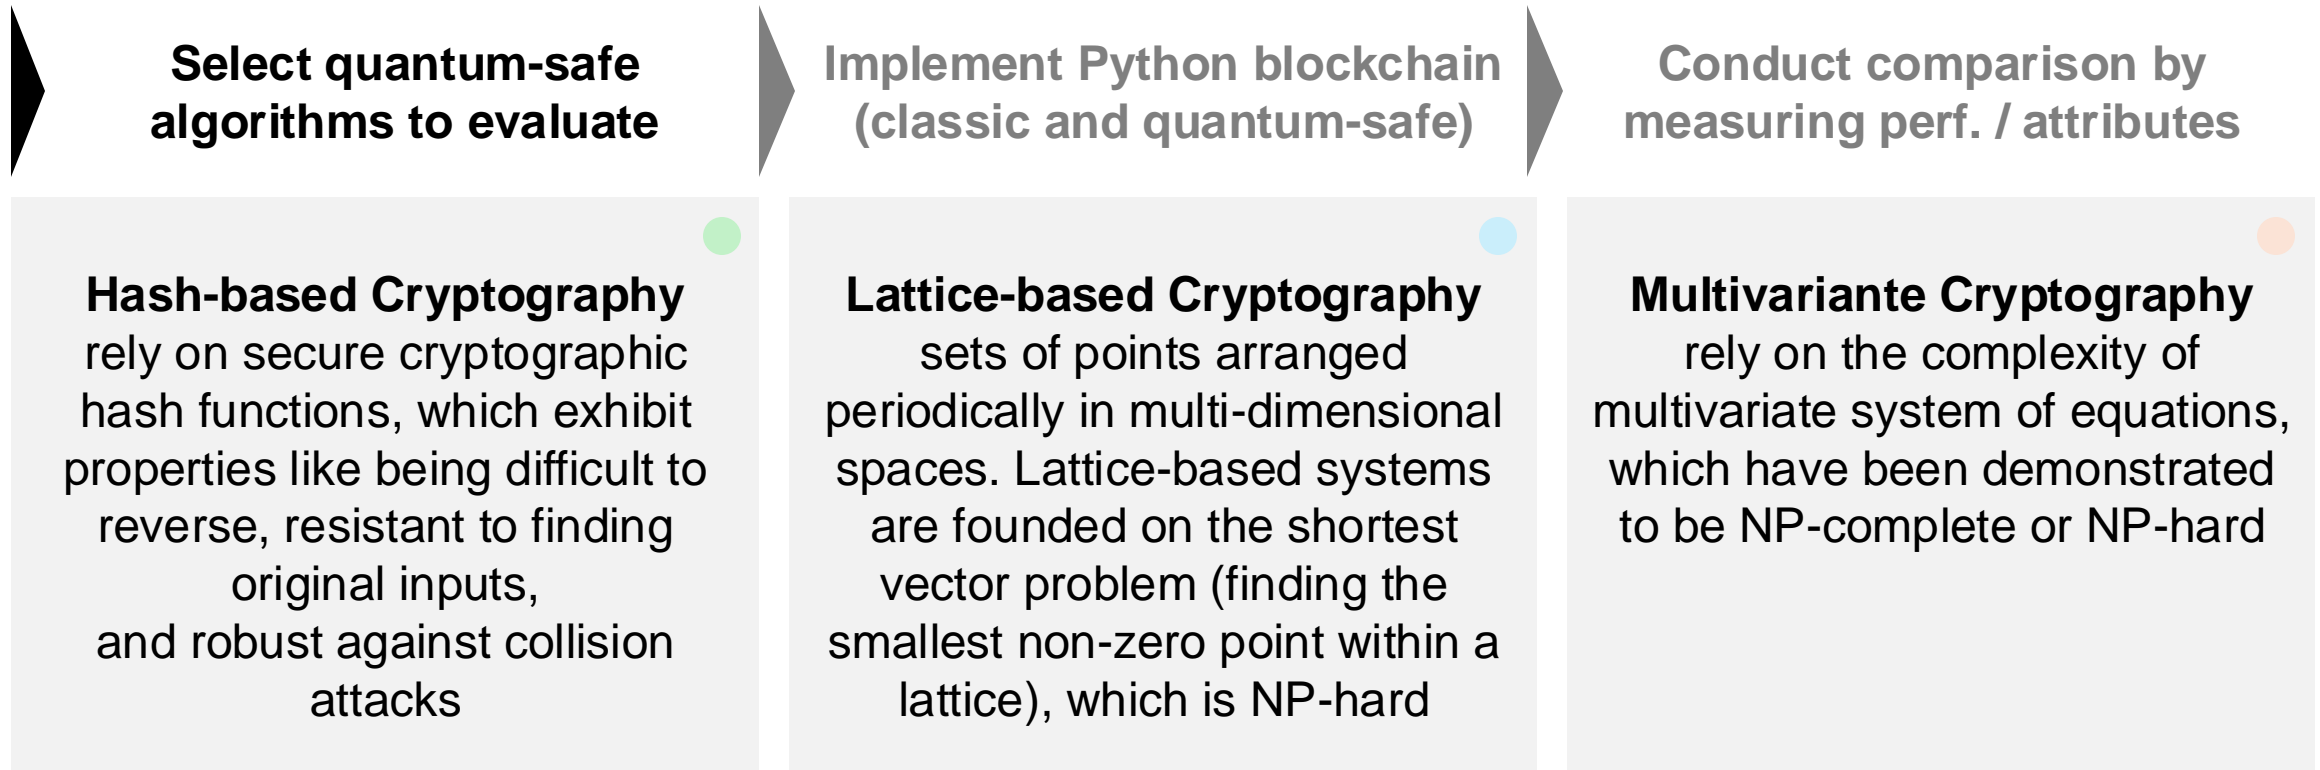 Select quantum-safe
algorithms to evaluate
Implement Python blockchain
(classic and quantum-safe)
Conduct comparison by
measuring perf. / attributes
Hash-based Cryptography
rely on secure cryptographic
hash functions, which exhibit
properties like being difficult to
reverse, resistant to finding
original inputs,
and robust against collision
attacks
Lattice-based Cryptography
sets of points arranged
periodically in multi-dimensional
spaces. Lattice-based systems
are founded on the shortest
vector problem (finding the
smallest non-zero point within a
lattice), which is NP-hard
Multivariante Cryptography
rely on the complexity of
multivariate system of equations,
which have been demonstrated
to be NP-complete or NP-hard